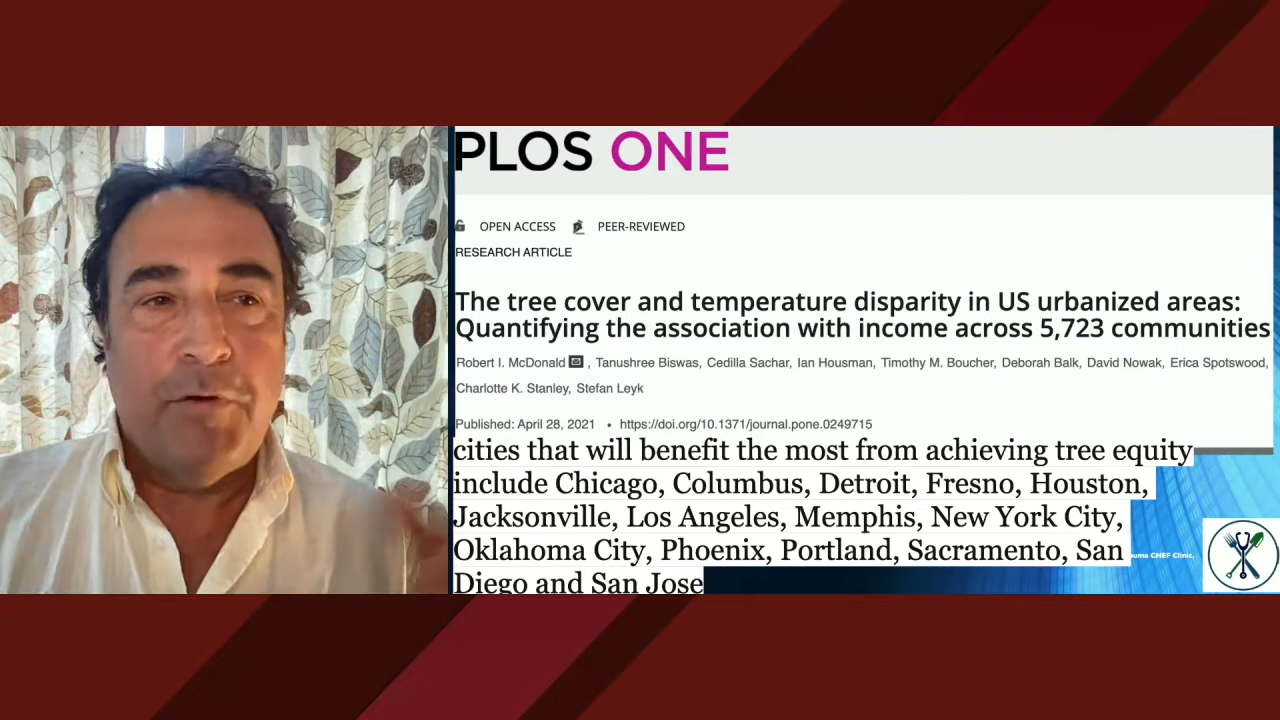 PLOS ONE
OPEN ACCESS PEER-REVIEWED
RESEARCH ARTICLE
The tree cover and temperature disparity in US urbanized areas:
Quantifying the association with income across 5,723 communities
Robert I. McDonald , Tanushree Biswas, Cedilla Sachar, Ian Housman, Timothy M. Boucher, Deborah Balk, David Nowak, Erica Spotswood,
Charlotte K. Stanley, Stefan Leyk
Published: April 28, 2021 • https://doi.org/10.1371/journal.pone.0249715
cities that will benefit the most from achieving tree equity
include Chicago, Columbus, Detroit, Fresno, Houston,
Jacksonville, Los Angeles, Memphis, New York City,
Oklahoma City, Phoenix, Portland, Sacramento, San
Diego and San Jose
CHEF Clinic.